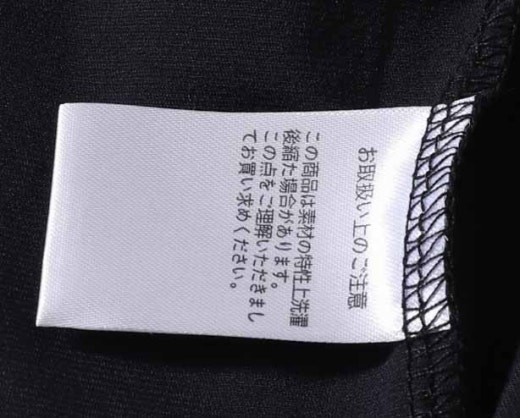 お取扱い上のご注意
この商品は素材の特性上洗濯
後縮た場合があります。
この点をご理解いただきまし
てお買い求めください。